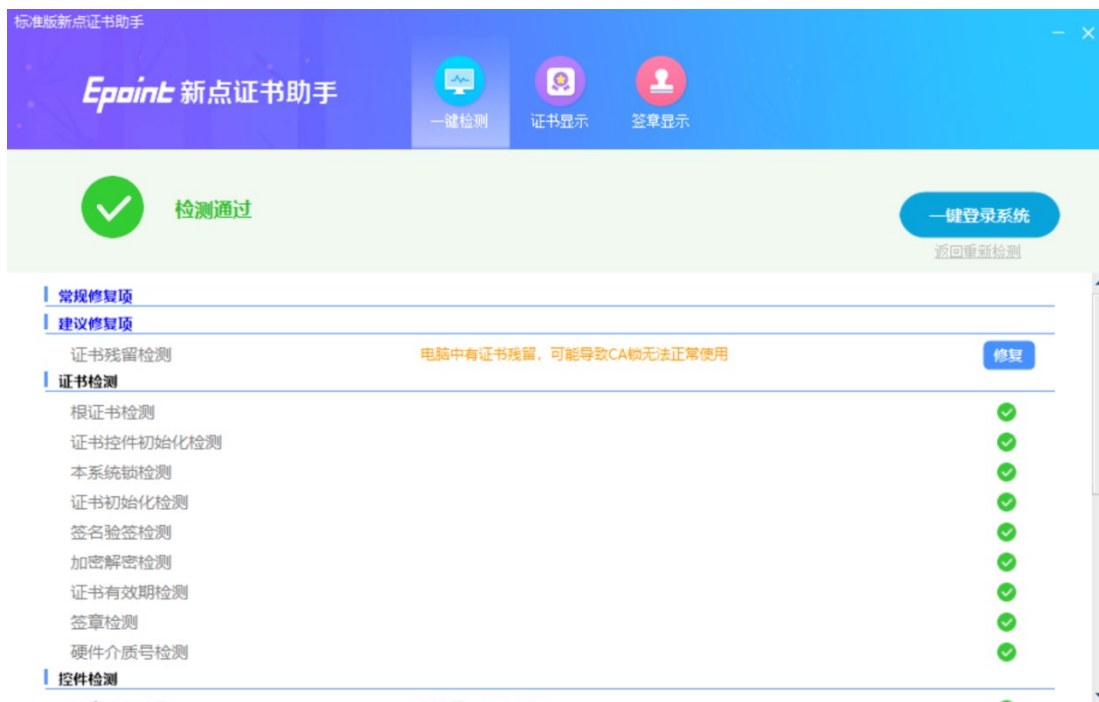 标准版新点证书助手
Epoint 新点证书助手
一键检测 证书显示 签章显示
检测通过
一键登录系统
返回重新检测
常规修复项
建议修复项
证书残留检测 电脑中有证书残留，可能导致CA锁无法正常使用 修复
证书检测
根证书检测
证书控件初始化检测
本系统锁检测
证书初始化检测
签名验签检测
加密解密检测
证书有效期检测
签章检测
硬件介质号检测
控件检测